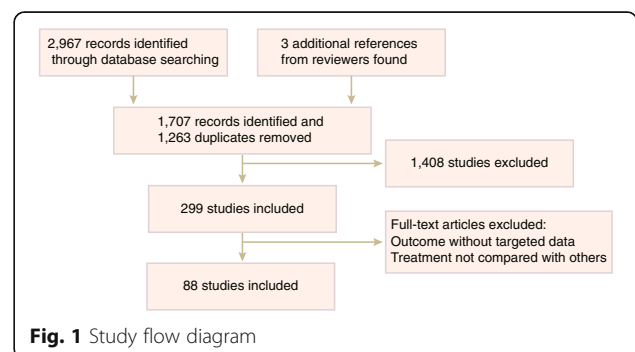 2,967 records identified
through database searching
3 additional references
from reviewers found
1,707 records identified and
1,263 duplicates removed
1,408 studies excluded
299 studies included
Full-text articles excluded:
Outcome without targeted data
Treatment not compared with others
88 studies included
Fig. 1 Study flow diagram